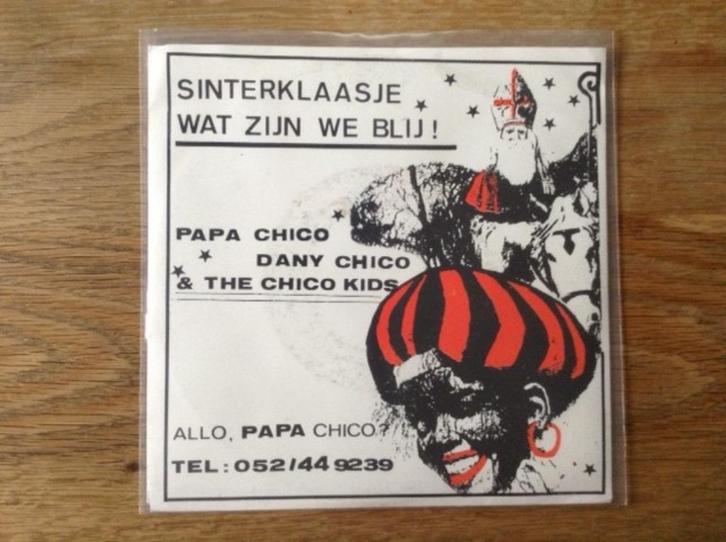 SINTERKLAASJE
WAT ZIJN WE BLIJ!
PAPA CHICO
DANY CHICO
& THE CHICO KIDS
ALLO, PAPA CHICO?
TEL: 052/44 9239